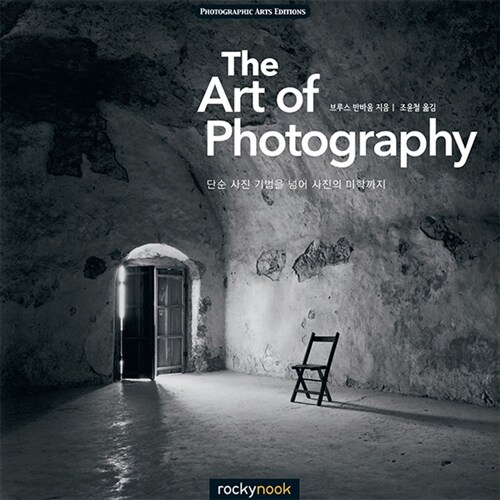 PHOTOGRAPHIC ARTS EDITIONS
The
Art of
Photography
브루스 반바움 지음 | 조윤철 옮김
단순 사진 기법을 넘어 사진의 미학까지
rockynook